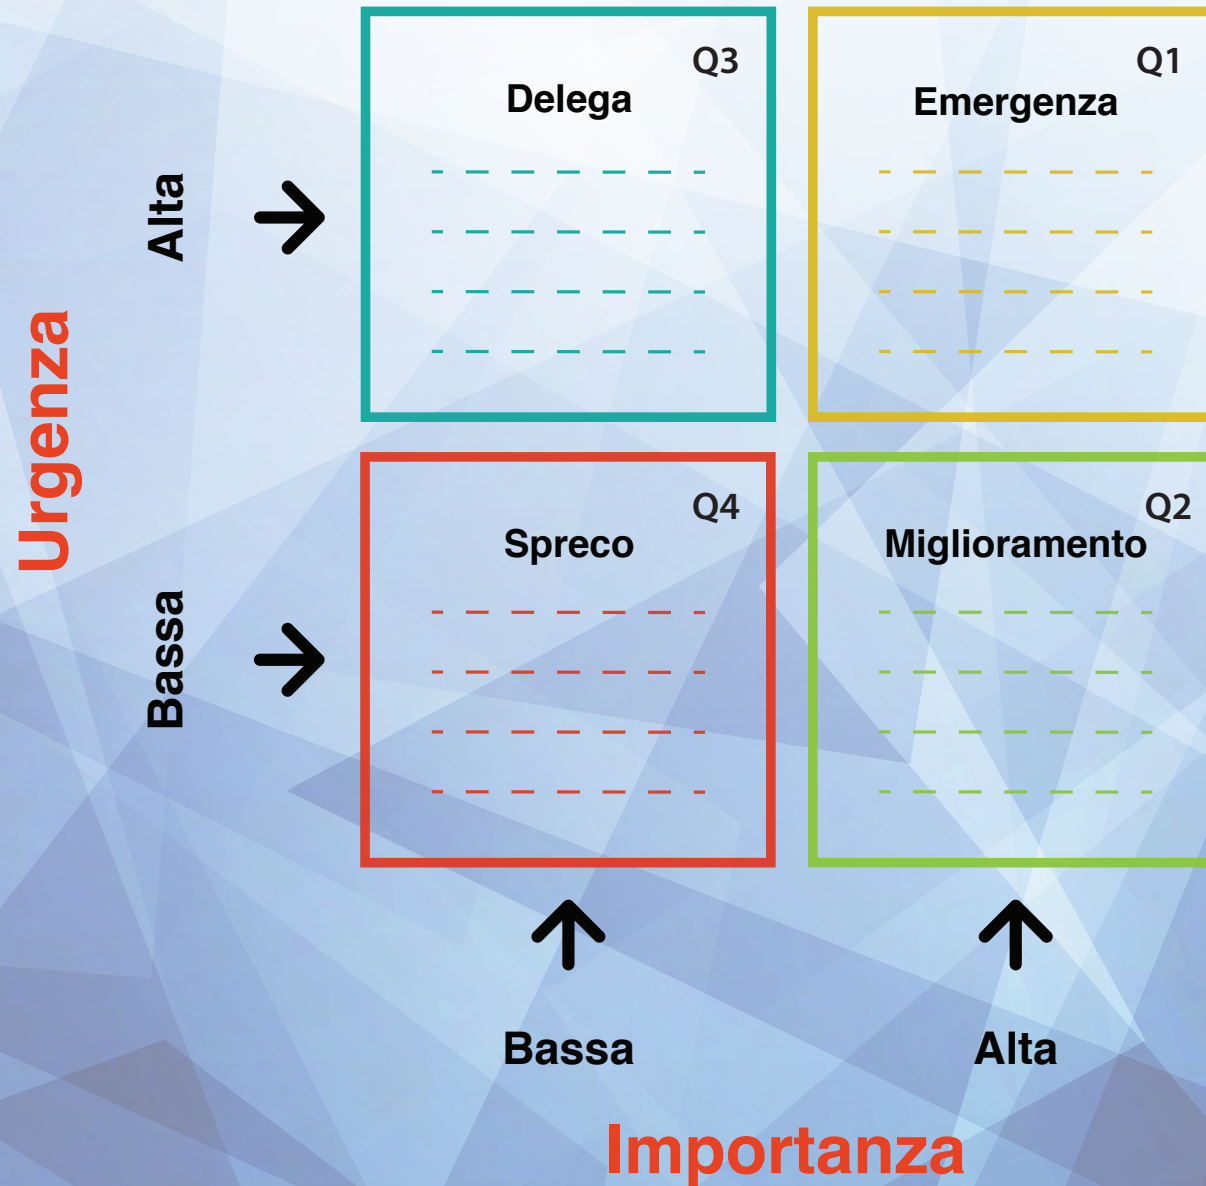 Q3
Delega
Q1
Emergenza
Alta
Urgenza
Q4
Spreco
Q2
Miglioramento
Bassa
Bassa
Alta
Importanza